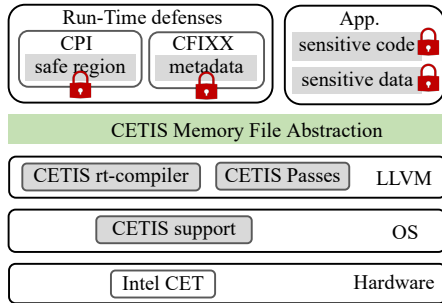 Run-Time defenses
CPI
safe region
CFIXX
metadata
App.
sensitive code
sensitive data
CETIS Memory File Abstraction
CETIS rt-compiler
CETIS Passes
LLVM
CETIS support
OS
Intel CET
Hardware